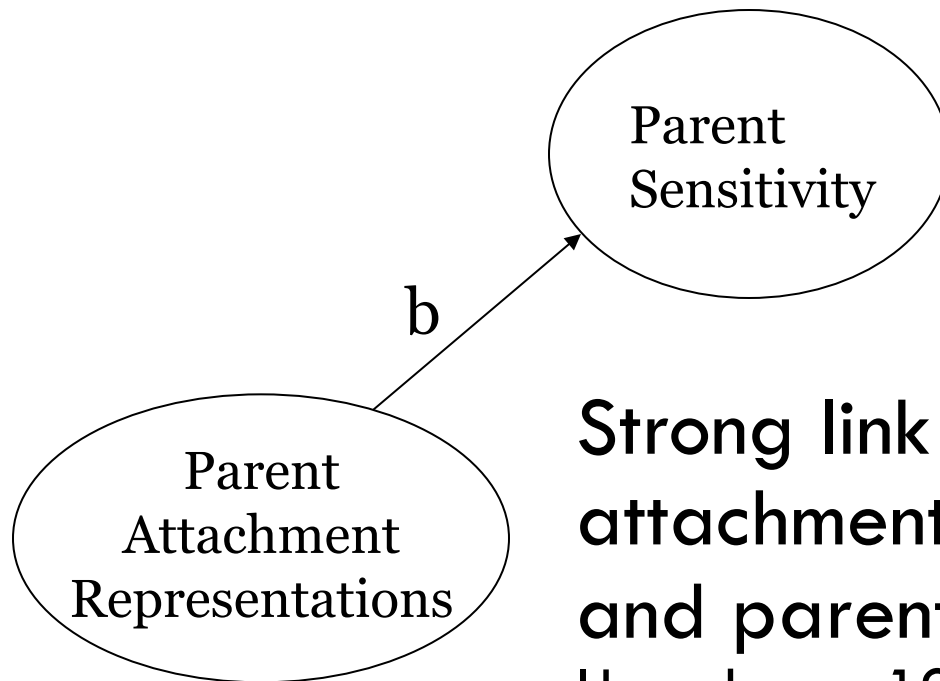 Parent
Sensitivity
b
Parent
Attachment
Representations
Strong link
attachment
and parent